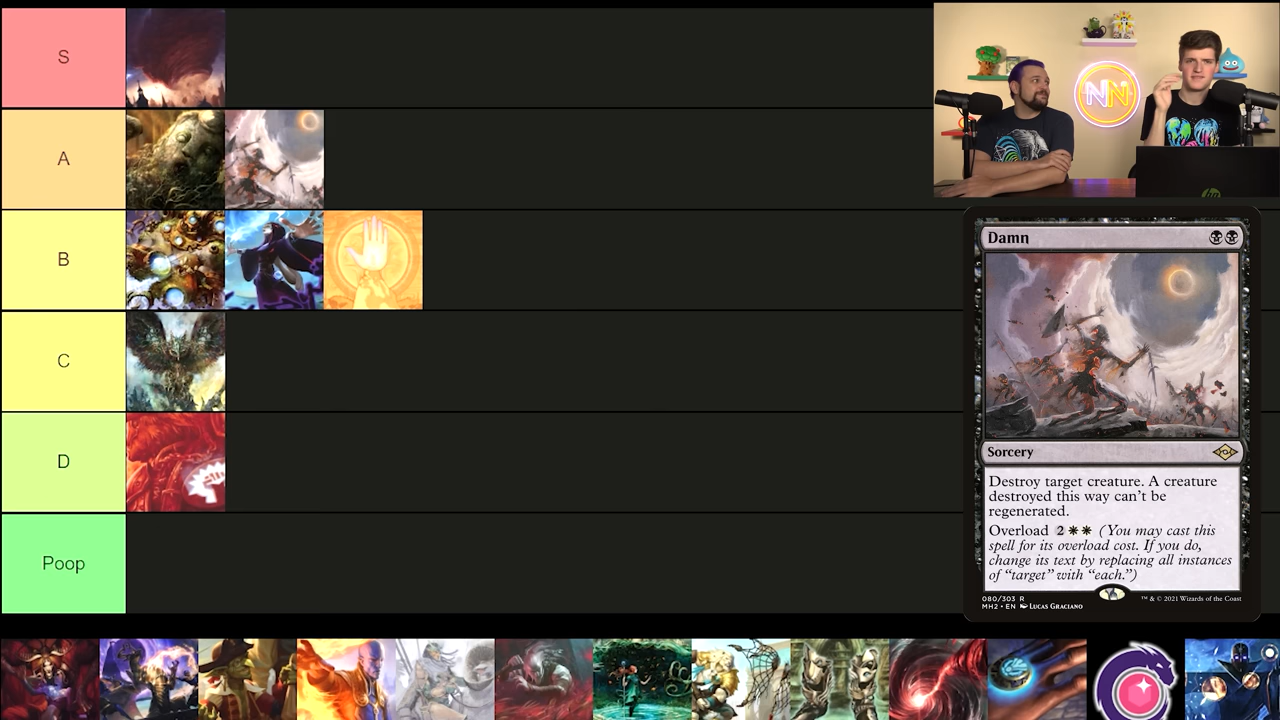 S
A
B
C
D
Poop
NN
Damn
Sorcery
Destroy target creature. A creature
destroyed this way can't be
regenerated.
Overload 2 (You may cast this
spell for its overload cost. If you do,
change its text by replacing all instances
of "target" with "each.")
080/303 R
MH2 • EN LUCAS GRACIANO
™ & © 2021 Wizards of the Coast
hp